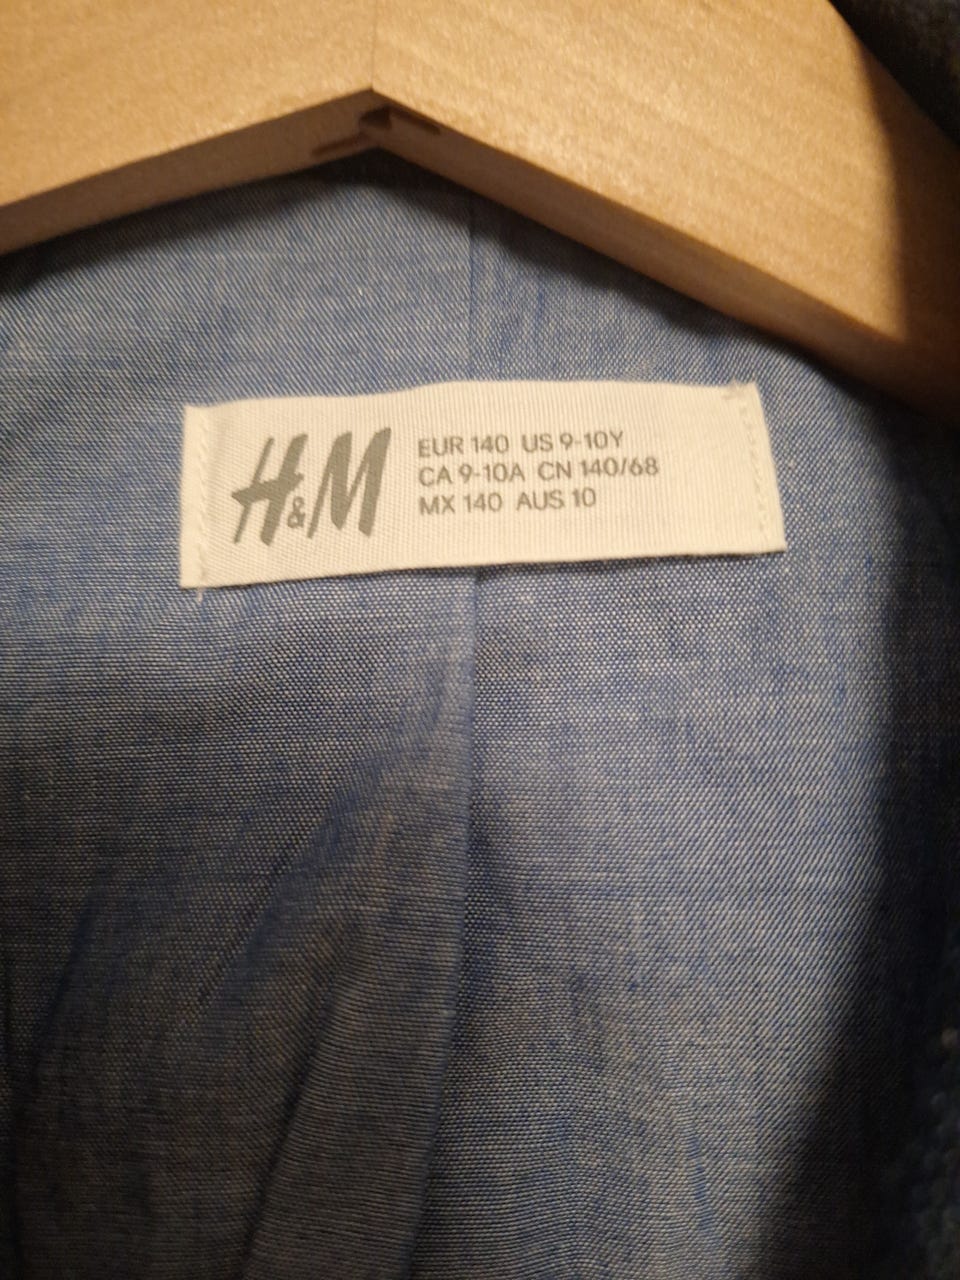 H&M
EUR 140 US 9-10Y
CA 9-10A CN 140/68
MX 140 AUS 10